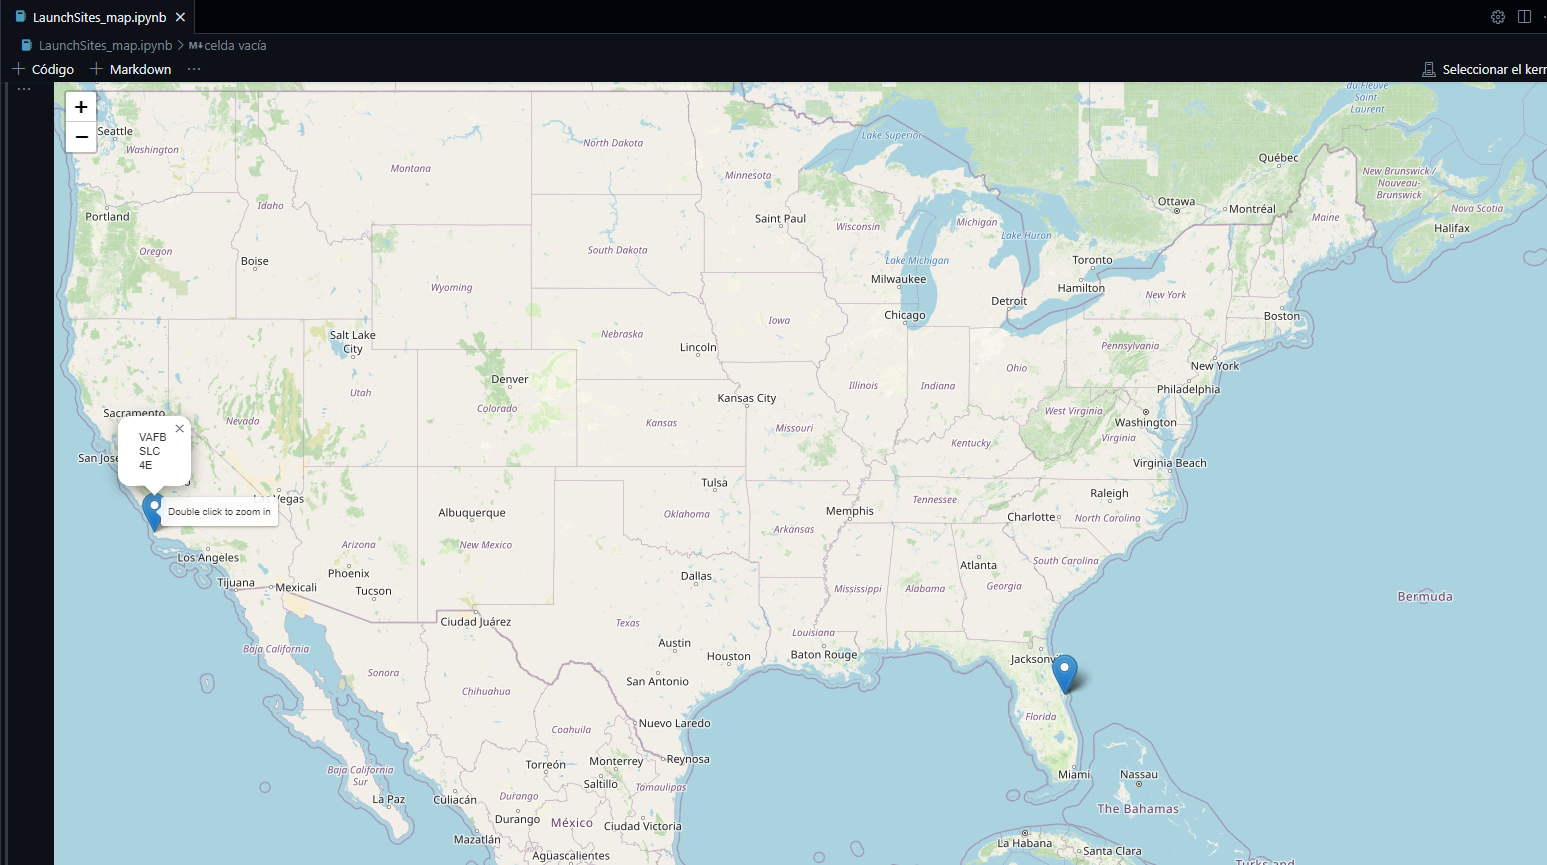 LaunchSites_map.ipynb
LaunchSites_map.ipynb > M↓ celda vacía
+ Código + Markdown ...
Seleccionar el kerr
+
−
Seattle
Washington
Montana
North Dakota
Minnesota
Lake Superior
du Fleuve
Saint-
Laurent
Québec
New Brunswick /
Nouveau-
Brunswick
Nova Scotia
Halifax
Maine
Ottawa
Montréal
Portland
Oregon
Idaho
Boise
Wyoming
South Dakota
Saint Paul
Wisconsin
Michigan
Lake Huron
Lake Michigan
Toronto
Hamilton
Milwaukee
Detroit
New York
Boston
Chicago
Iowa
Nebraska
Lincoln
Salt Lake
City
Utah
Denver
Colorado
Nevada
Sacramento
San Jose
Kansas
Kansas City
Missouri
Illinois
Indiana
Ohio
Pennsylvania
New York
Philadelphia
West Virginia
Washington
Virginia
Kentucky
Virginia Beach
VAFB
SLC
4E
×
Double click to zoom in
Vegas
Los Angeles
Tijuana
Mexicali
Arizona
Phoenix
Tucson
Albuquerque
New Mexico
Tulsa
Oklahoma
Arkansas
Memphis
Tennessee
Raleigh
Charlotte
North Carolina
South Carolina
Atlanta
Georgia
Alabama
Mississippi
Dallas
Texas
Ciudad Juárez
Louisiana
Austin
Houston
Baton Rouge
San Antonio
Jacksonvi
Florida
Miami
Bermuda
Nassau
The Bahamas
Baja California
Sonora
Chihuahua
Coahuila
Nuevo Laredo
Reynosa
Monterrey
Torreón
Saltillo
Tamaulipas
Baja California
Sur
La Paz
Culiacán
Durango
Durango
México
Ciudad Victoria
Mazatlán
Aguascalientes
La Habana
Santa Clara
Turks and